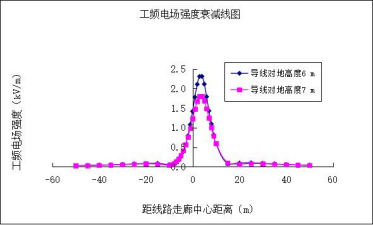 工频电场强度衰减线图
工频电场强度（kV/m）
2.5
2.0
1.5
1.0
0.5
0.0
导线对地高度6 m
导线对地高度7 m
-60
-40
-20
0
20
40
60
距线路走廊中心距离（m）